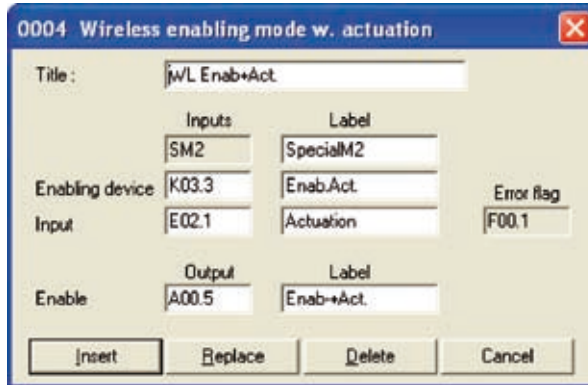 0004 Wireless enabling mode w. actuation
Title : WL Enab+Act.
Inputs Label
SM2 SpecialM2
Enabling device K03.3 Enab.Act. Error flag
Input E02.1 Actuation F00.1
Output Label
Enable A00.5 Enab-+Act.
Insert Replace Delete Cancel